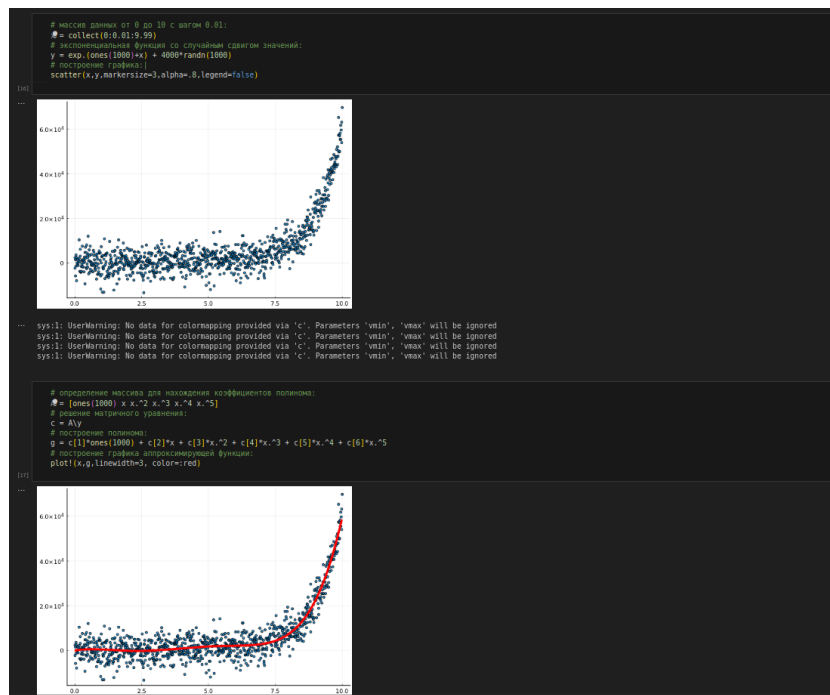 # массив данных от 0 до 10 с шагом 0.01:
= collect(0:0.01:9.99)
# экспоненциальная функция со случайным сдвигом значений:
y = exp.(ones(1000)+x) + 4000*randn(1000)
# построение графика:
scatter(x,y,markersize=3,alpha=.8,legend=false)
[16]
...
6.0×10⁴
4.0×10⁴
2.0×10⁴
0
0.0 2.5 5.0 7.5 10.0
... sys:1: UserWarning: No data for colormapping provided via 'c'. Parameters 'vmin', 'vmax' will be ignored
sys:1: UserWarning: No data for colormapping provided via 'c'. Parameters 'vmin', 'vmax' will be ignored
sys:1: UserWarning: No data for colormapping provided via 'c'. Parameters 'vmin', 'vmax' will be ignored
sys:1: UserWarning: No data for colormapping provided via 'c'. Parameters 'vmin', 'vmax' will be ignored
# определение массива для нахождения коэффициентов полинома:
= [ones(1000) x x.^2 x.^3 x.^4 x.^5]
# решение матричного уравнения:
c = A\y
# построение полинома:
g = c[1]*ones(1000) + c[2]*x + c[3]*x.^2 + c[4]*x.^3 + c[5]*x.^4 + c[6]*x.^5
# построение графика аппроксимирующей функции:
plot!(x,g,linewidth=3, color=:red)
[17]
...
6.0×10⁴
4.0×10⁴
2.0×10⁴
0
0.0 2.5 5.0 7.5 10.0